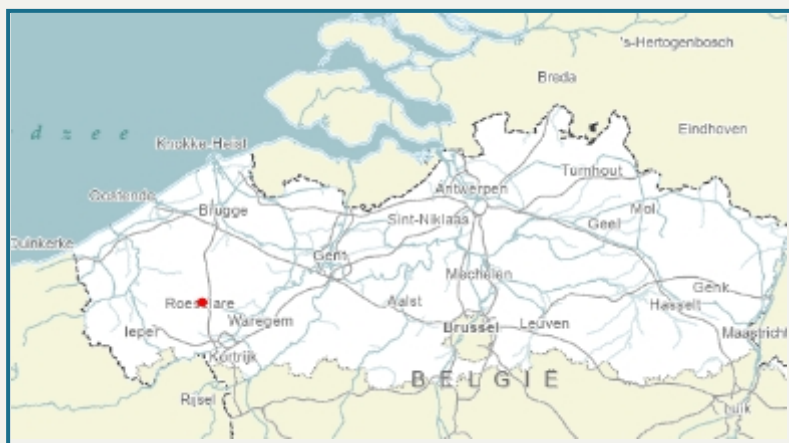 's-Hertogenbosch
Breda
Eindhoven
d z e e
Knokke-Heist
Turnhout
Oostende
Antwerpen
Brugge
Sint-Niklaas
Mol
Geel
Duinkerke
Gent
Mechelen
Genk
Aalst
Hasselt
Waregem
Ieper
Brussel
Leuven
Maastricht
Kortrijk
BELGIË
Rijsel
Luik